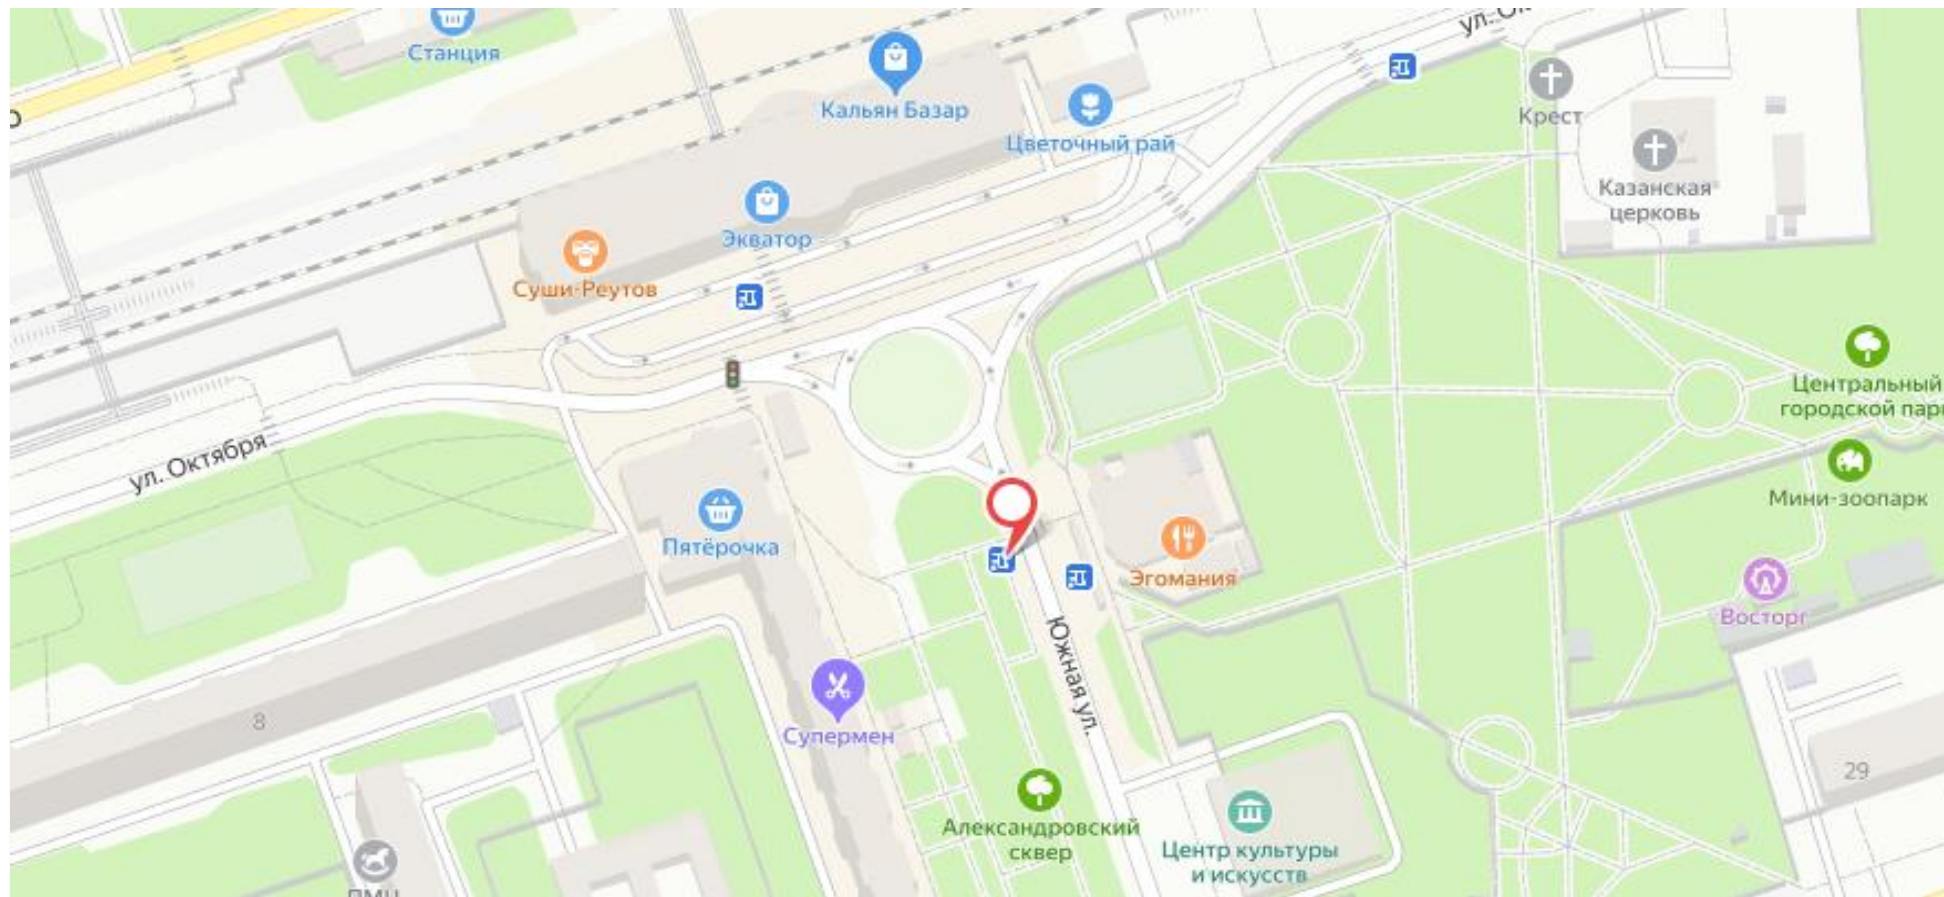 Станция
Кальян Базар
Цветочный рай
Крест
Казанская
церковь
Экватор
Суши-Реутов
ул. Октября
Центральный
городской
Мини-зоопарк
Пятёрочка
Эгомания
Восторг
Южная ул.
8
Супермен
Александровский
сквер
Центр культуры
и искусств
29